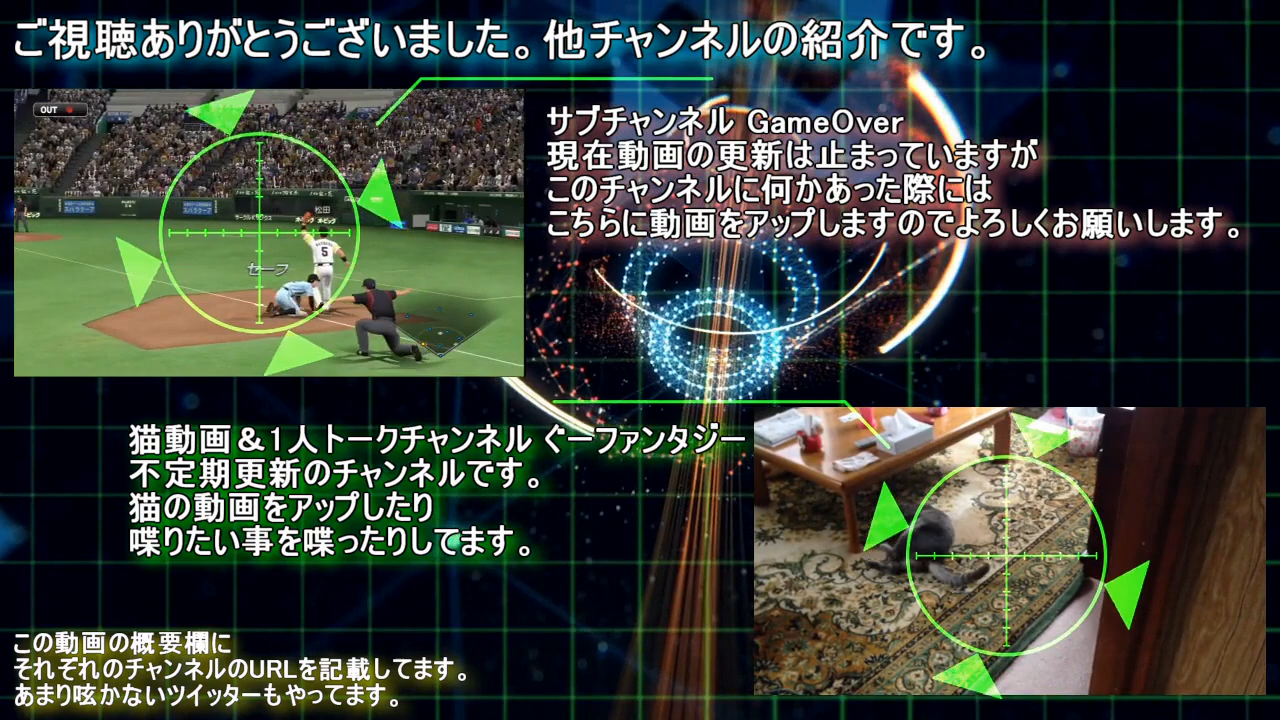 ご視聴ありがとうございました。他チャンネルの紹介です。
OUT
サブチャンネル GameOver
現在動画の更新は止まっていますが
このチャンネルに何かあった際には
こちらに動画をアップしますのでよろしくお願いします。
松田
5
セーフ
猫動画&1人トークチャンネル ぐーファンタジー
不定期更新のチャンネルです。
猫の動画をアップしたり
喋りたい事を喋ったりしてます。
この動画の概要欄に
それぞれのチャンネルのURLを記載してます。
あまり呟かないツイッターもやってます。